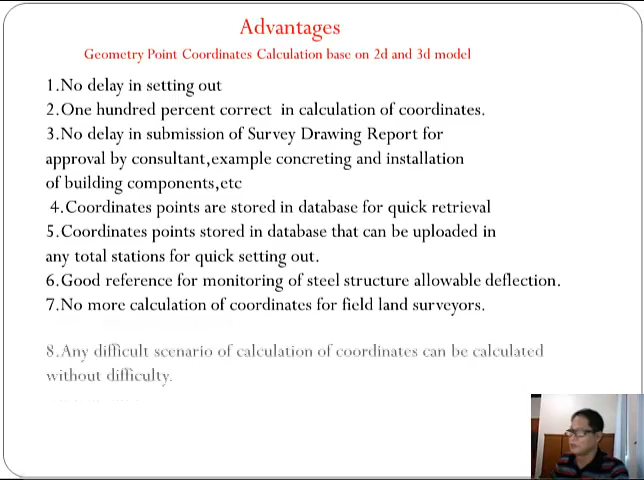 Advantages
Geometry Point Coordinates Calculation base on 2d and 3d model
1.No delay in setting out
2.One hundred percent correct in calculation of coordinates.
3.No delay in submission of Survey Drawing Report for
approval by consultant,example concreting and installation
of building components,etc
4.Coordinates points are stored in database for quick retrieval
5.Coordinates points stored in database that can be uploaded in
any total stations for quick setting out.
6.Good reference for monitoring of steel structure allowable deflection.
7.No more calculation of coordinates for field land surveyors.
8.Any difficult scenario of calculation of coordinates can be calculated
without difficulty.